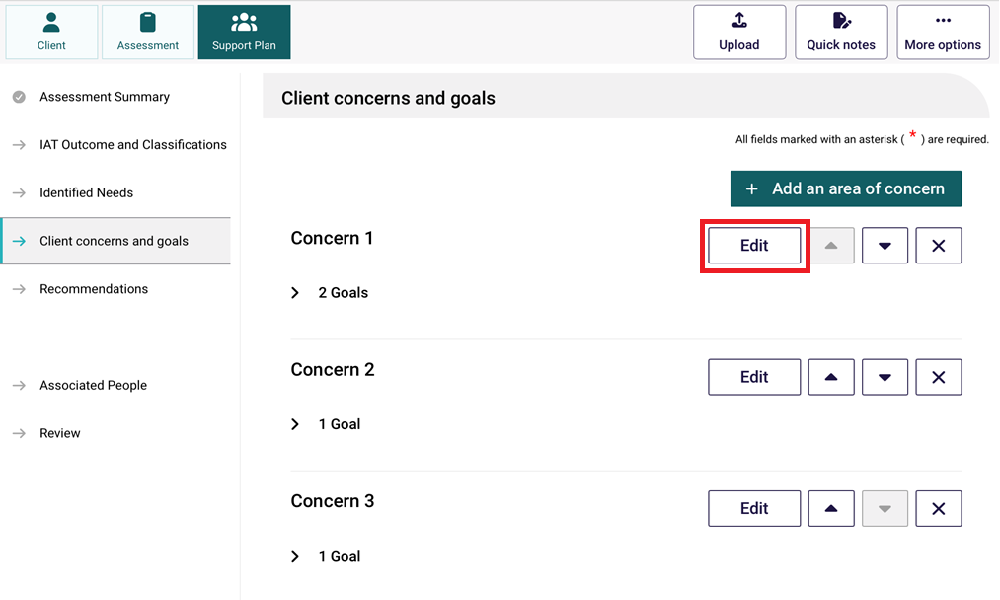 Client
Assessment
Support Plan
Upload
Quick notes
More options
Assessment Summary
IAT Outcome and Classifications
Identified Needs
Client concerns and goals
Recommendations
Associated People
Review
Client concerns and goals
All fields marked with an asterisk ( * ) are required.
+ Add an area of concern
Concern 1
Edit
2 Goals
Concern 2
Edit
1 Goal
Concern 3
Edit
1 Goal